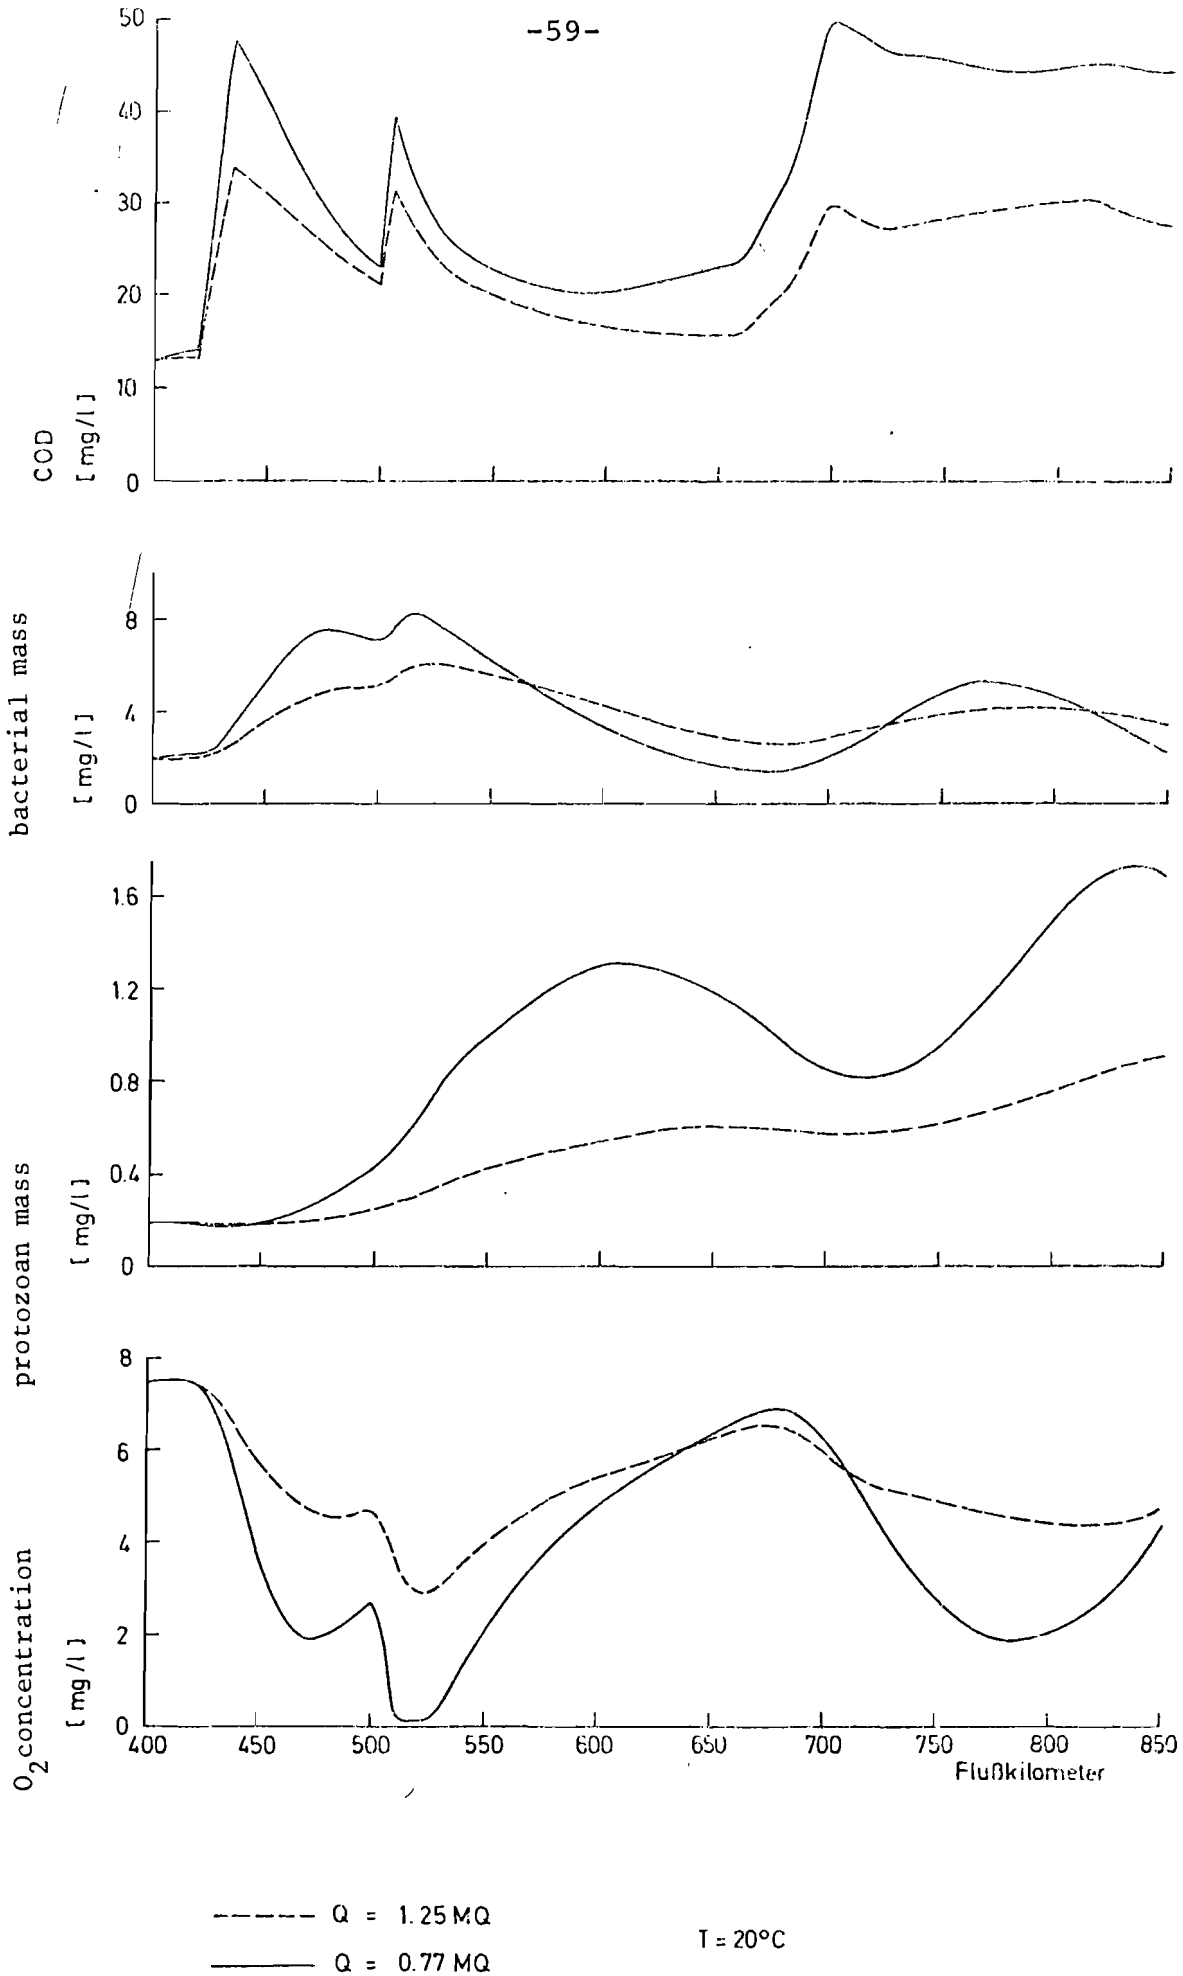 -59-
50
40
30
20
10
0
COD
[mg/l]
8
4
0
bacterial mass
[mg/l]
1.6
1.2
0.8
0.4
0
protozoan mass
[mg/l]
8
6
4
2
0
O₂ concentration
[mg/l]
400 450 500 550 600 650 700 750 800 850
Flußkilometer
Q = 1.25 MQ
T = 20°C
Q = 0.77 MQ